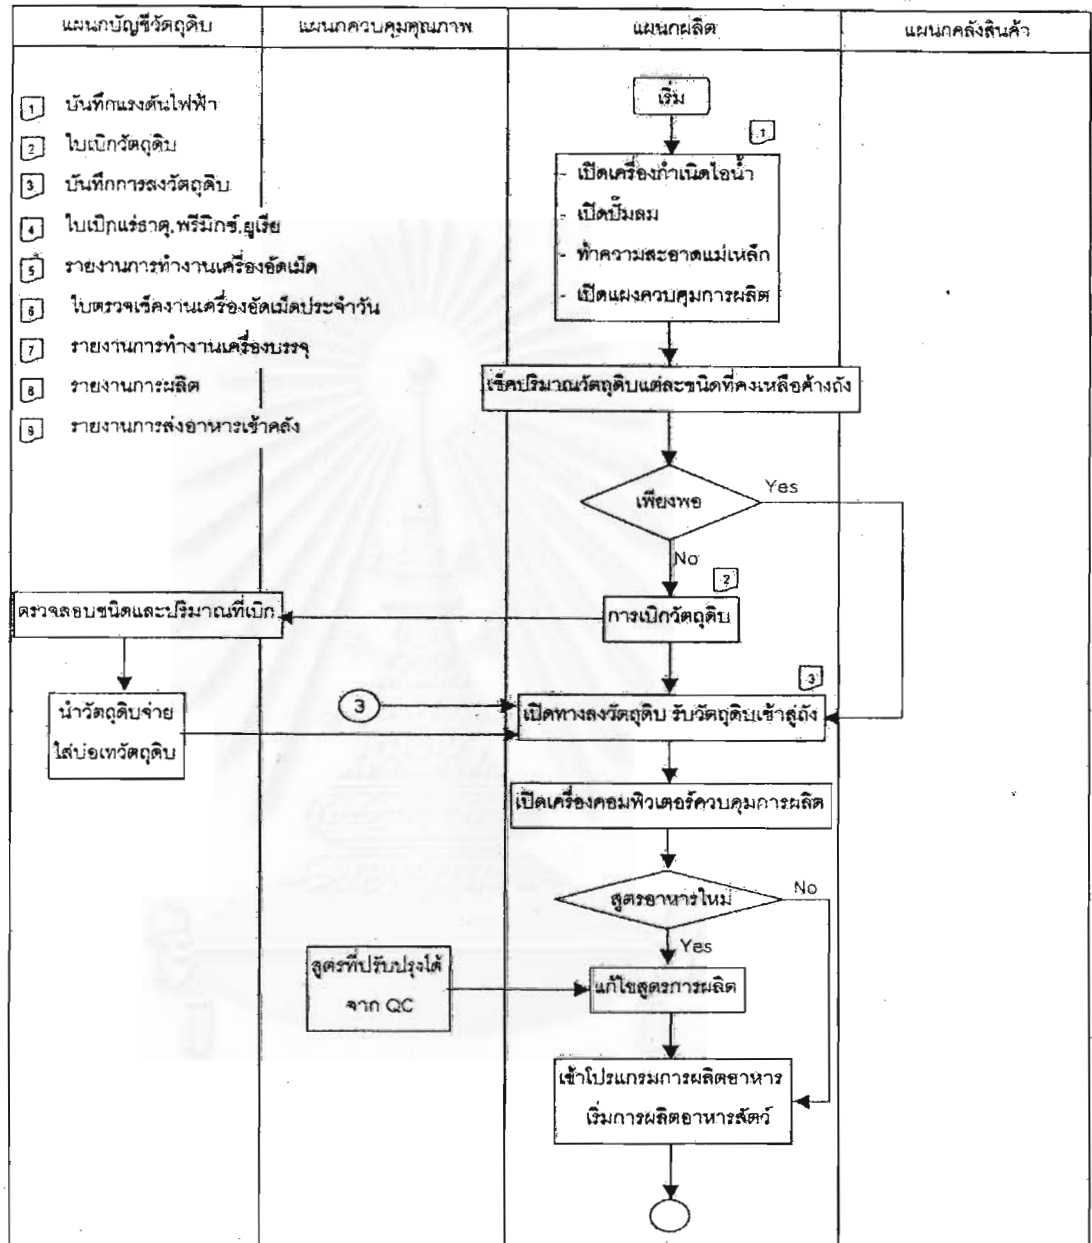 แผนกบัญชีวัตถุดิบ
แผนกควบคุมคุณภาพ
แผนกผลิต
แผนกคลังสินค้า
1 บันทึกแรงดันไฟฟ้า
2 ใบเบิกวัตถุดิบ
3 บันทึกการลงวัตถุดิบ
4 ใบเบิกแร่ธาตุ,พรีมิกซ์,ยูเรีย
5 รายงานการทำงานเครื่องอัดเม็ด
6 ใบตรวจเช็คงานเครื่องอัดเม็ดประจำวัน
7 รายงานการทำงานเครื่องบรรจุ
8 รายงานการผลิต
9 รายงานการส่งอาหารเข้าคลัง
เริ่ม
1
- เปิดเครื่องกำเนิดไอน้ำ
- เปิดปั๊มลม
- ทำความสะอาดแม่เหล็ก
- เปิดแผงควบคุมการผลิต
เช็คปริมาณวัตถุดิบแต่ละชนิดที่คงเหลือค้างถัง
เพียงพอ
Yes
No
2
การเบิกวัตถุดิบ
ตรวจสอบชนิดและปริมาณที่เบิก
นำวัตถุดิบจ่าย
ใส่บ่อเทวัตถุดิบ
3
3
เปิดทางลงวัตถุดิบ รับวัตถุดิบเข้าสู่ถัง
เปิดเครื่องคอมพิวเตอร์ควบคุมการผลิต
สูตรอาหารใหม่
No
Yes
สูตรที่ปรับปรุงได้
จาก QC
แก้ไขสูตรการผลิต
เข้าโปรแกรมการผลิตอาหาร
เริ่มการผลิตอาหารสัตว์